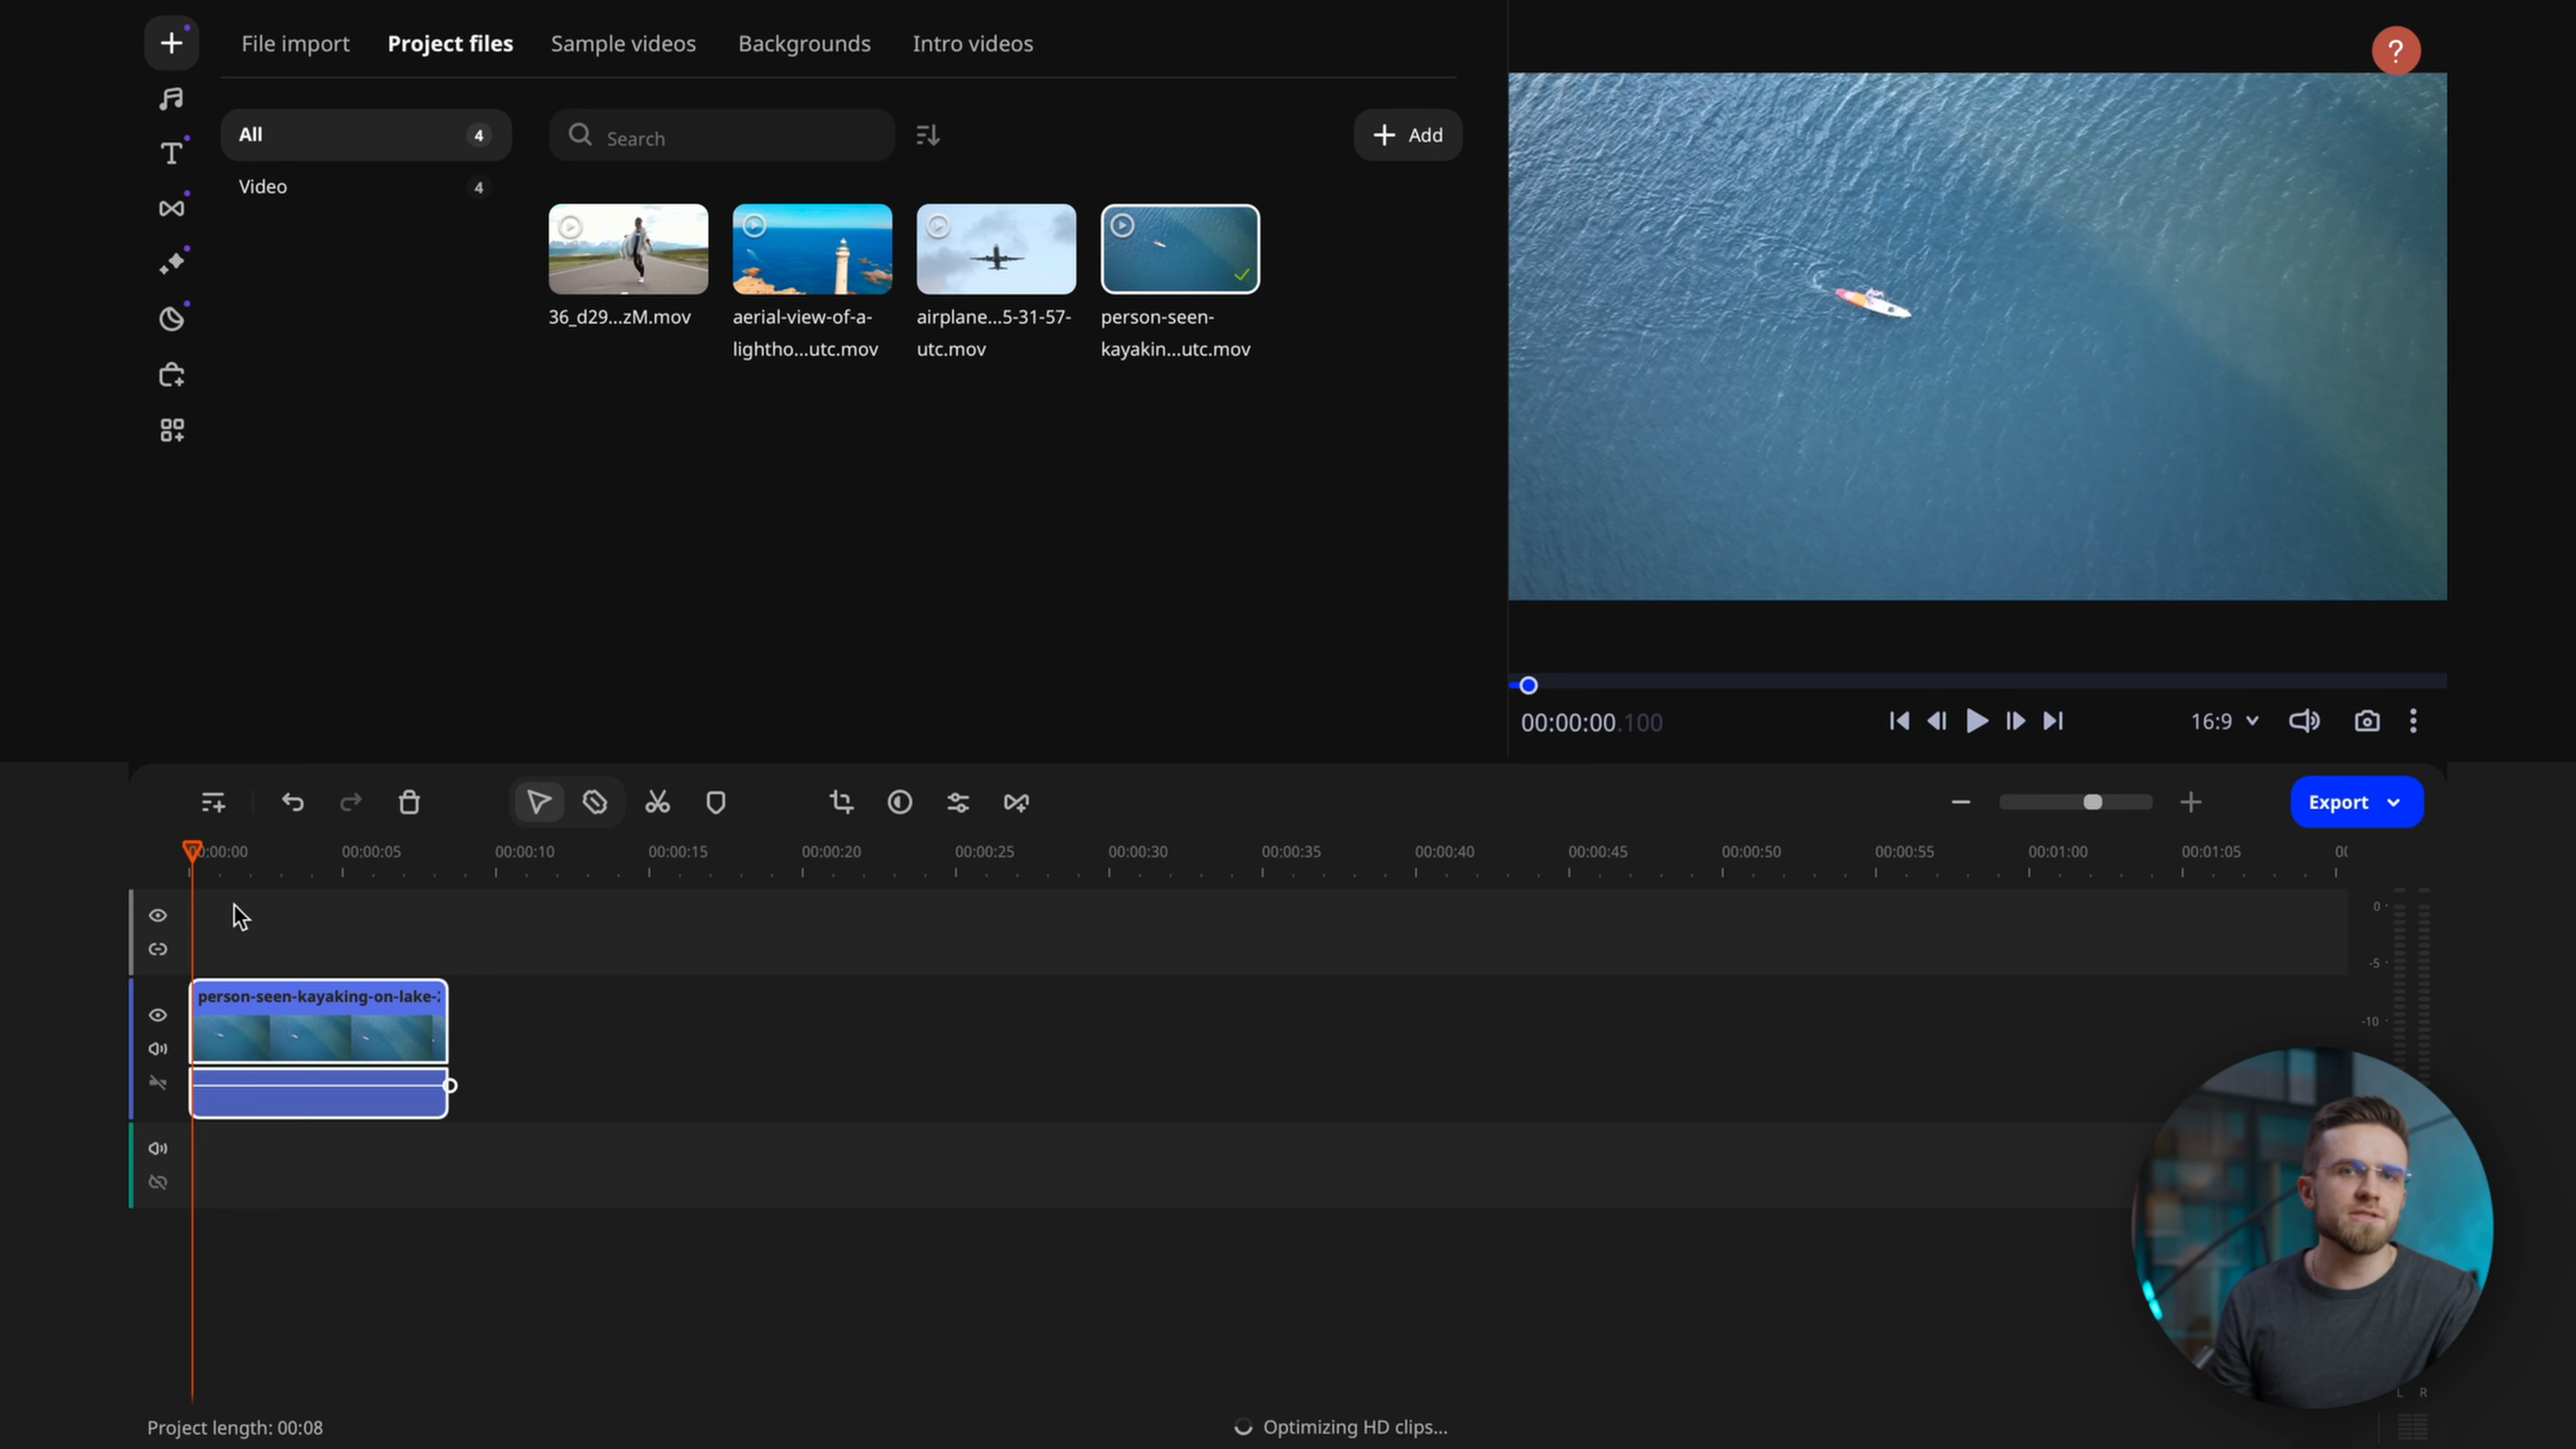 File import
Project files
Sample videos
Backgrounds
Intro videos
?
All
4
Search
Add
Video
4
36_d29...zM.mov
aerial-view-of-a-
lightho...utc.mov
airplane...5-31-57-
utc.mov
person-seen-
kayakin...utc.mov
00:00:00.100
16:9
Export
00:00:05
00:00:10
00:00:15
00:00:20
00:00:25
00:00:30
00:00:35
00:00:40
00:00:45
00:00:50
00:00:55
00:01:00
00:01:05
0
-5
person-seen-kayaking-on-lake-
-10
L R
Project length: 00:08
Optimizing HD clips...